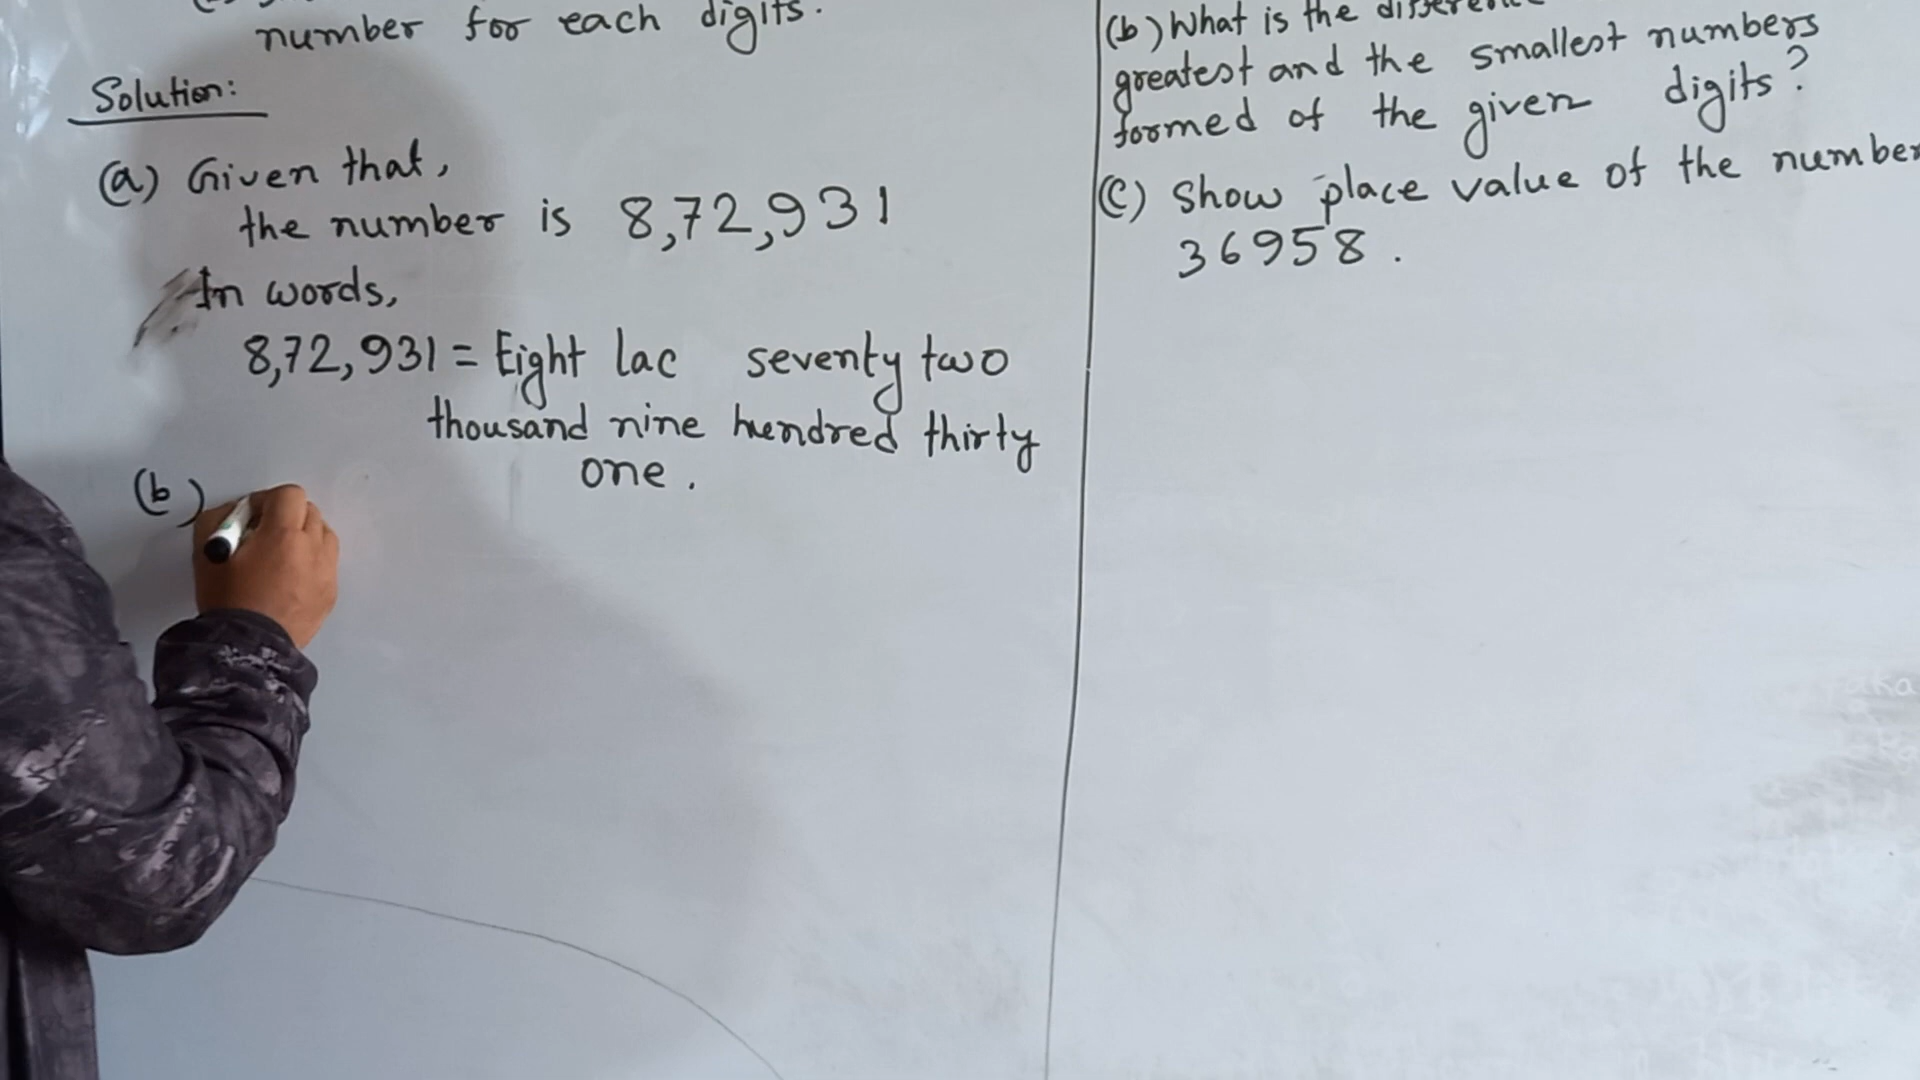 number for each digits.
Solution:
(a) Given that,
the number is 8,72,931
In words,
8,72,931 = Eight lac seventy two
thousand nine hundred thirty
one.
(b)
(b) What is the
greatest and the smallest numbers
formed of the given digits?
(C) Show place value of the number
36958.